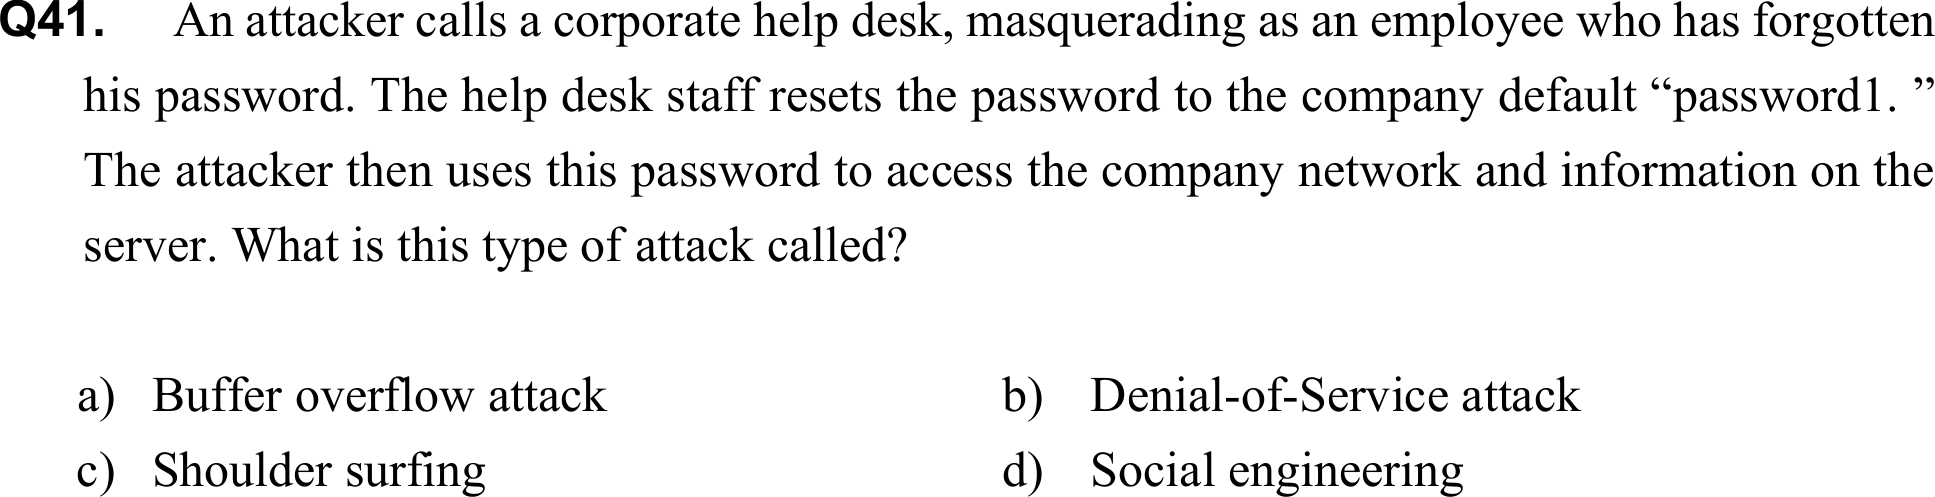 Q41. An attacker calls a corporate help desk, masquerading as an employee who has forgotten
his password. The help desk staff resets the password to the company default “password1. ”
The attacker then uses this password to access the company network and information on the
server. What is this type of attack called?
a) Buffer overflow attack b) Denial-of-Service attack
c) Shoulder surfing d) Social engineering